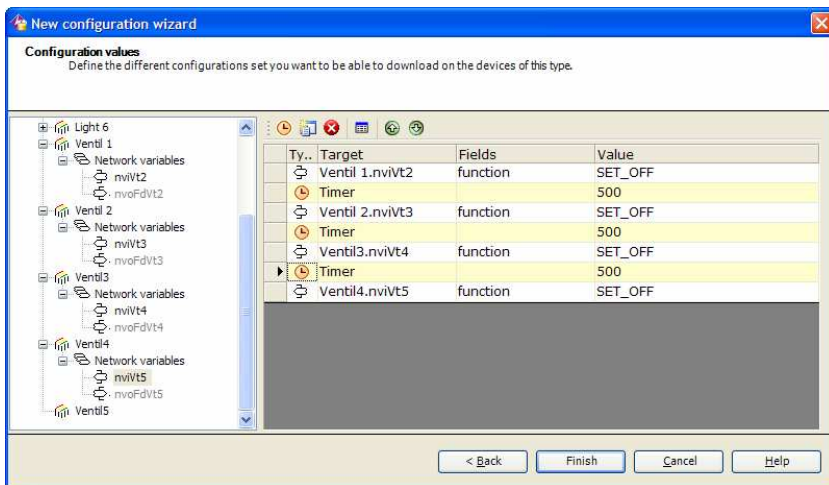 New configuration wizard
Configuration values
Define the different configurations set you want to be able to download on the devices of this type.
Light 6
Ventil 1
Network variables
nviVt2
nvoFdVt2
Ventil 2
Network variables
nviVt3
nvoFdVt3
Ventil3
Network variables
nviVt4
nvoFdVt4
Ventil4
Network variables
nviVt5
nvoFdVt5
Ventil5
Ty.. Target Fields Value
Ventil 1.nviVt2 function SET_OFF
Timer 500
Ventil 2.nviVt3 function SET_OFF
Timer 500
Ventil3.nviVt4 function SET_OFF
Timer 500
Ventil4.nviVt5 function SET_OFF
< Back Finish Cancel Help